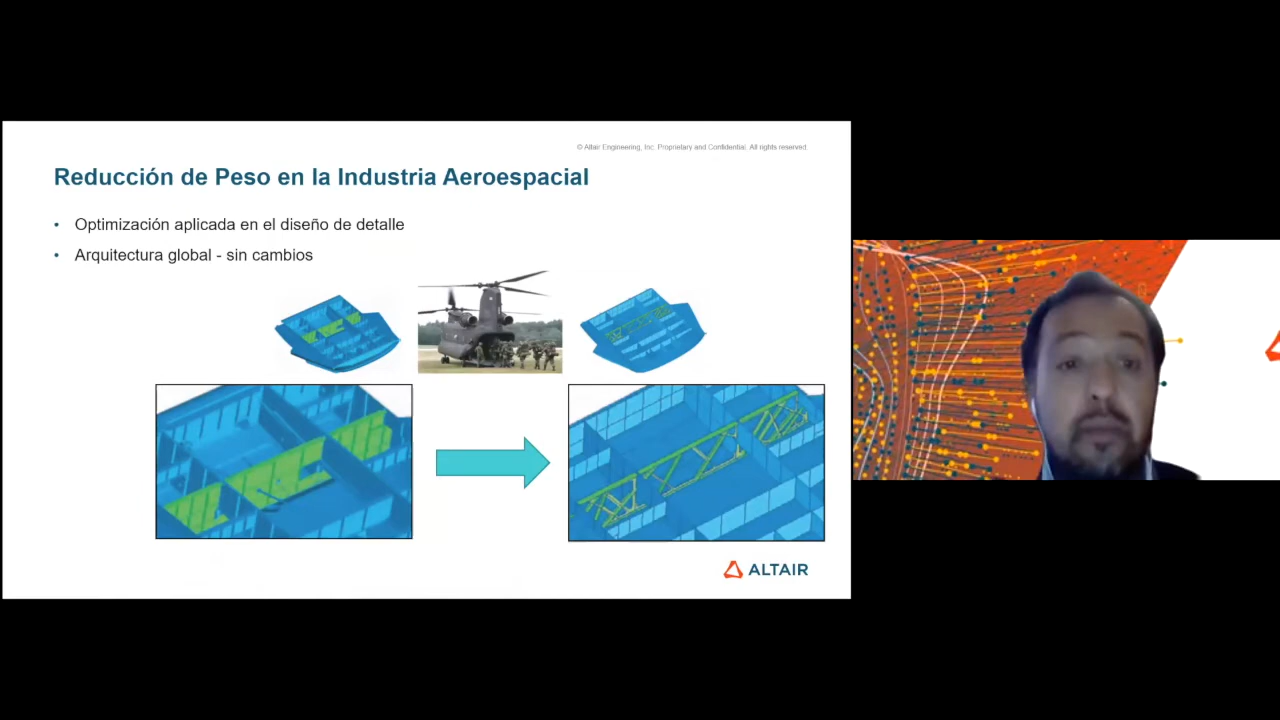 © Altair Engineering, Inc. Proprietary and Confidential. All rights reserved.
Reducción de Peso en la Industria Aeroespacial
• Optimización aplicada en el diseño de detalle
• Arquitectura global - sin cambios
ALTAIR